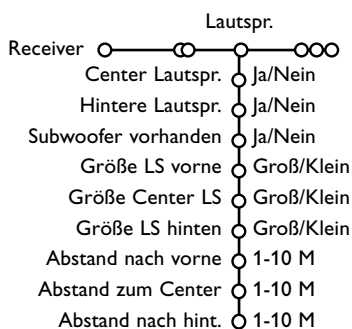 Lautspr.
Receiver
Center Lautspr. Ja/Nein
Hintere Lautspr. Ja/Nein
Subwoofer vorhanden Ja/Nein
Größe LS vorne Groß/Klein
Größe Center LS Groß/Klein
Größe LS hinten Groß/Klein
Abstand nach vorne 1-10 M
Abstand zum Center 1-10 M
Abstand nach hint. 1-10 M